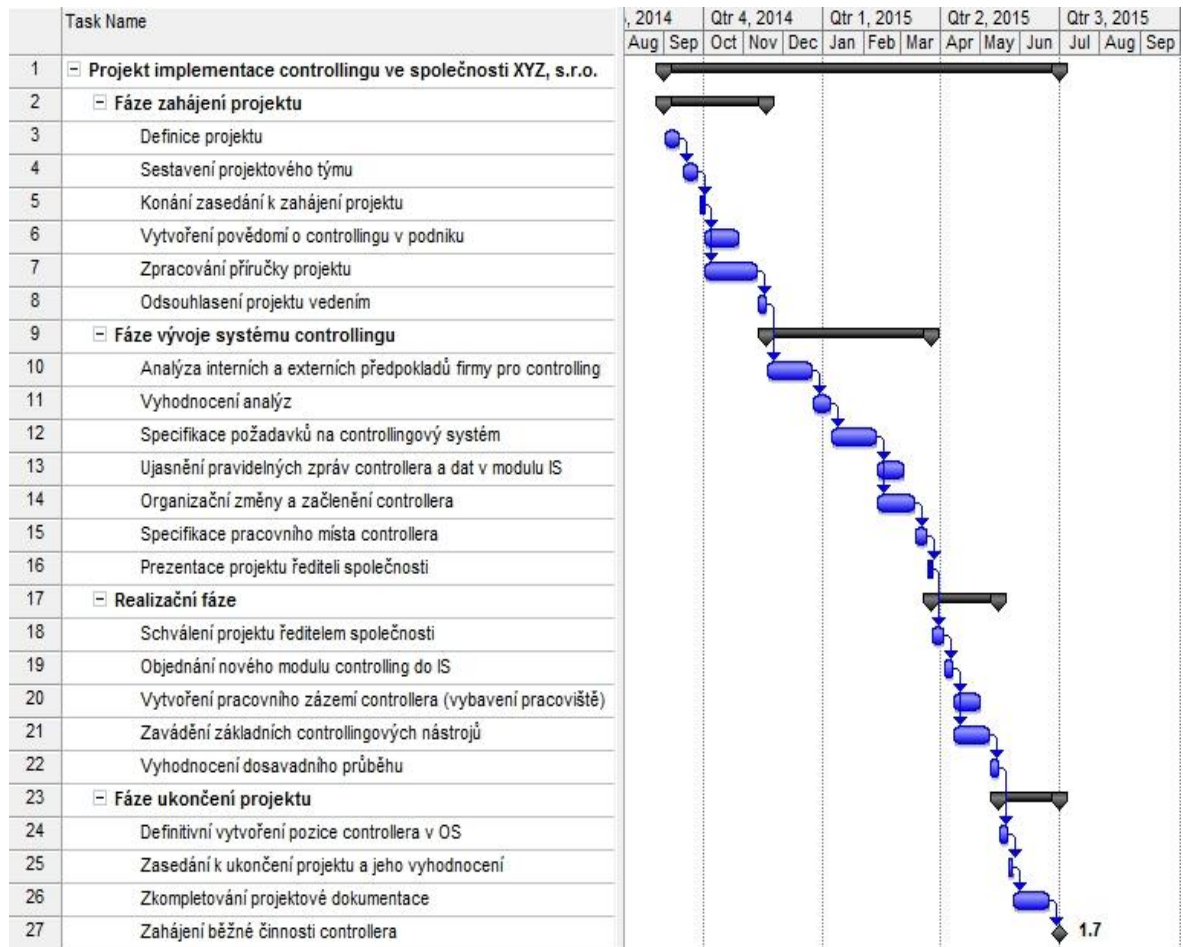 Task Name
, 2014 Qtr 4, 2014 Qtr 1, 2015 Qtr 2, 2015 Qtr 3, 2015
Aug Sep Oct Nov Dec Jan Feb Mar Apr May Jun Jul Aug Sep
1 Projekt implementace controllingu ve společnosti XYZ, s.r.o.
2 Fáze zahájení projektu
3 Definice projektu
4 Sestavení projektového týmu
5 Konání zasedání k zahájení projektu
6 Vytvoření povědomí o controllingu v podniku
7 Zpracování příručky projektu
8 Odsouhlasení projektu vedením
9 Fáze vývoje systému controllingu
10 Analýza interních a externích předpokladů firmy pro controlling
11 Vyhodnocení analýz
12 Specifikace požadavků na controllingový systém
13 Ujasnění pravidelných zpráv controllera a dat v modulu IS
14 Organizační změny a začlenění controllera
15 Specifikace pracovního místa controllera
16 Prezentace projektu řediteli společnosti
17 Realizační fáze
18 Schválení projektu ředitelem společnosti
19 Objednání nového modulu controlling do IS
20 Vytvoření pracovního zázemí controllera (vybavení pracoviště)
21 Zavádění základních controllingových nástrojů
22 Vyhodnocení dosavadního průběhu
23 Fáze ukončení projektu
24 Definitivní vytvoření pozice controllera v OS
25 Zasedání k ukončení projektu a jeho vyhodnocení
26 Zkompletování projektové dokumentace
27 Zahájení běžné činnosti controllera 1.7